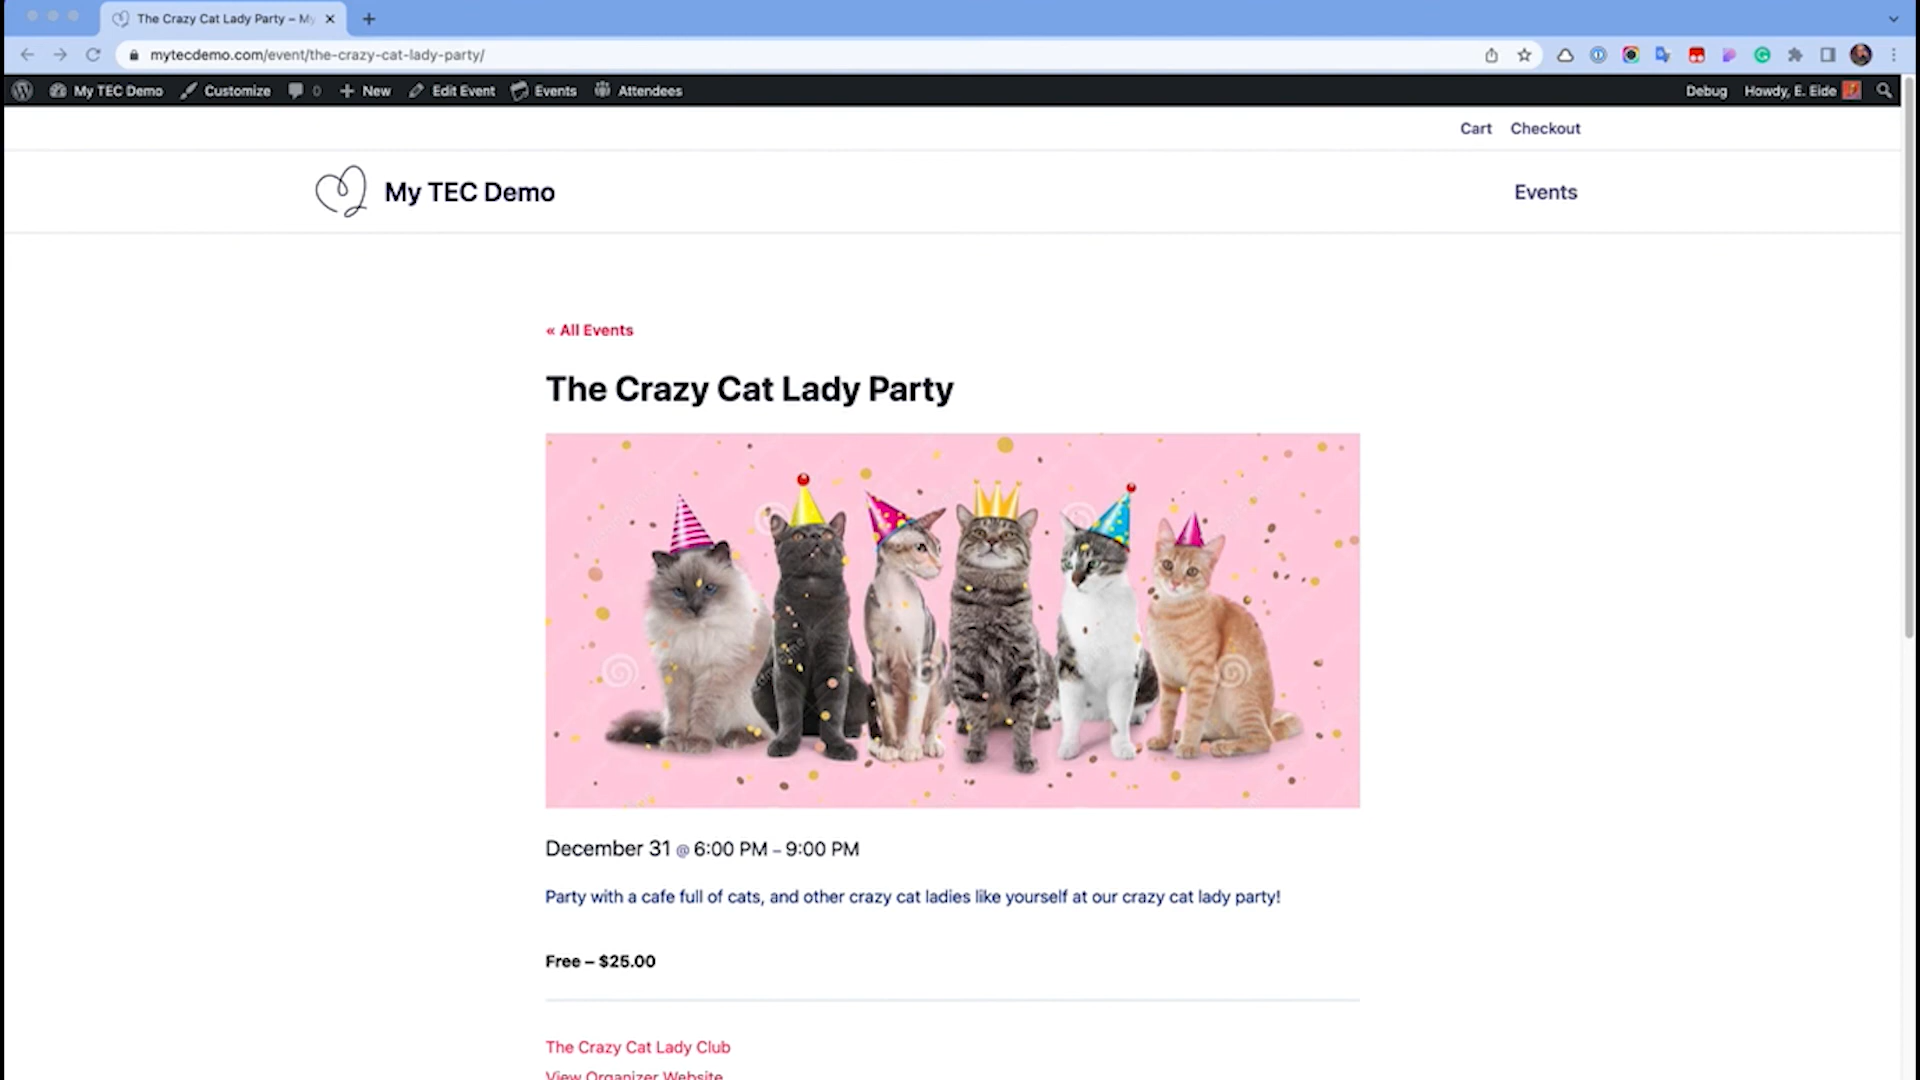 The Crazy Cat Lady Party – My
mytecdemo.com/event/the-crazy-cat-lady-party/
My TEC Demo Customize 0 New Edit Event Events Attendees Debug Howdy, E. Eide
Cart Checkout
My TEC Demo Events
« All Events
The Crazy Cat Lady Party
December 31 @ 6:00 PM – 9:00 PM
Party with a cafe full of cats, and other crazy cat ladies like yourself at our crazy cat lady party!
Free – $25.00
The Crazy Cat Lady Club
View Organizer Website